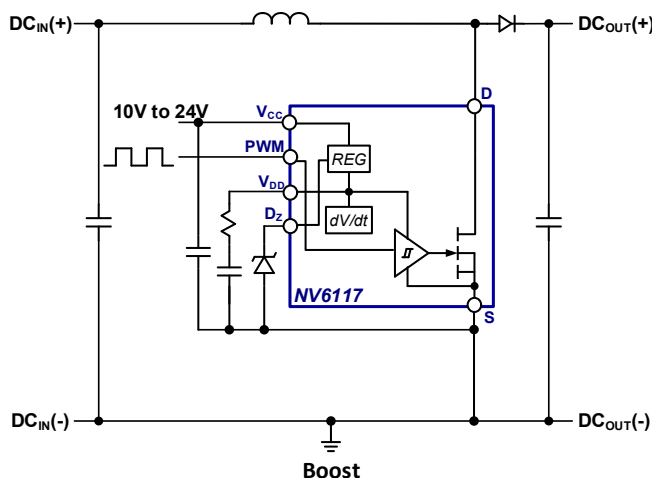 DCIN(+)
DCOUT(+)
D
10V to 24V
VCC
PWM
REG
VDD
dV/dt
DZ
NV6117
S
DCIN(-)
DCOUT(-)
Boost